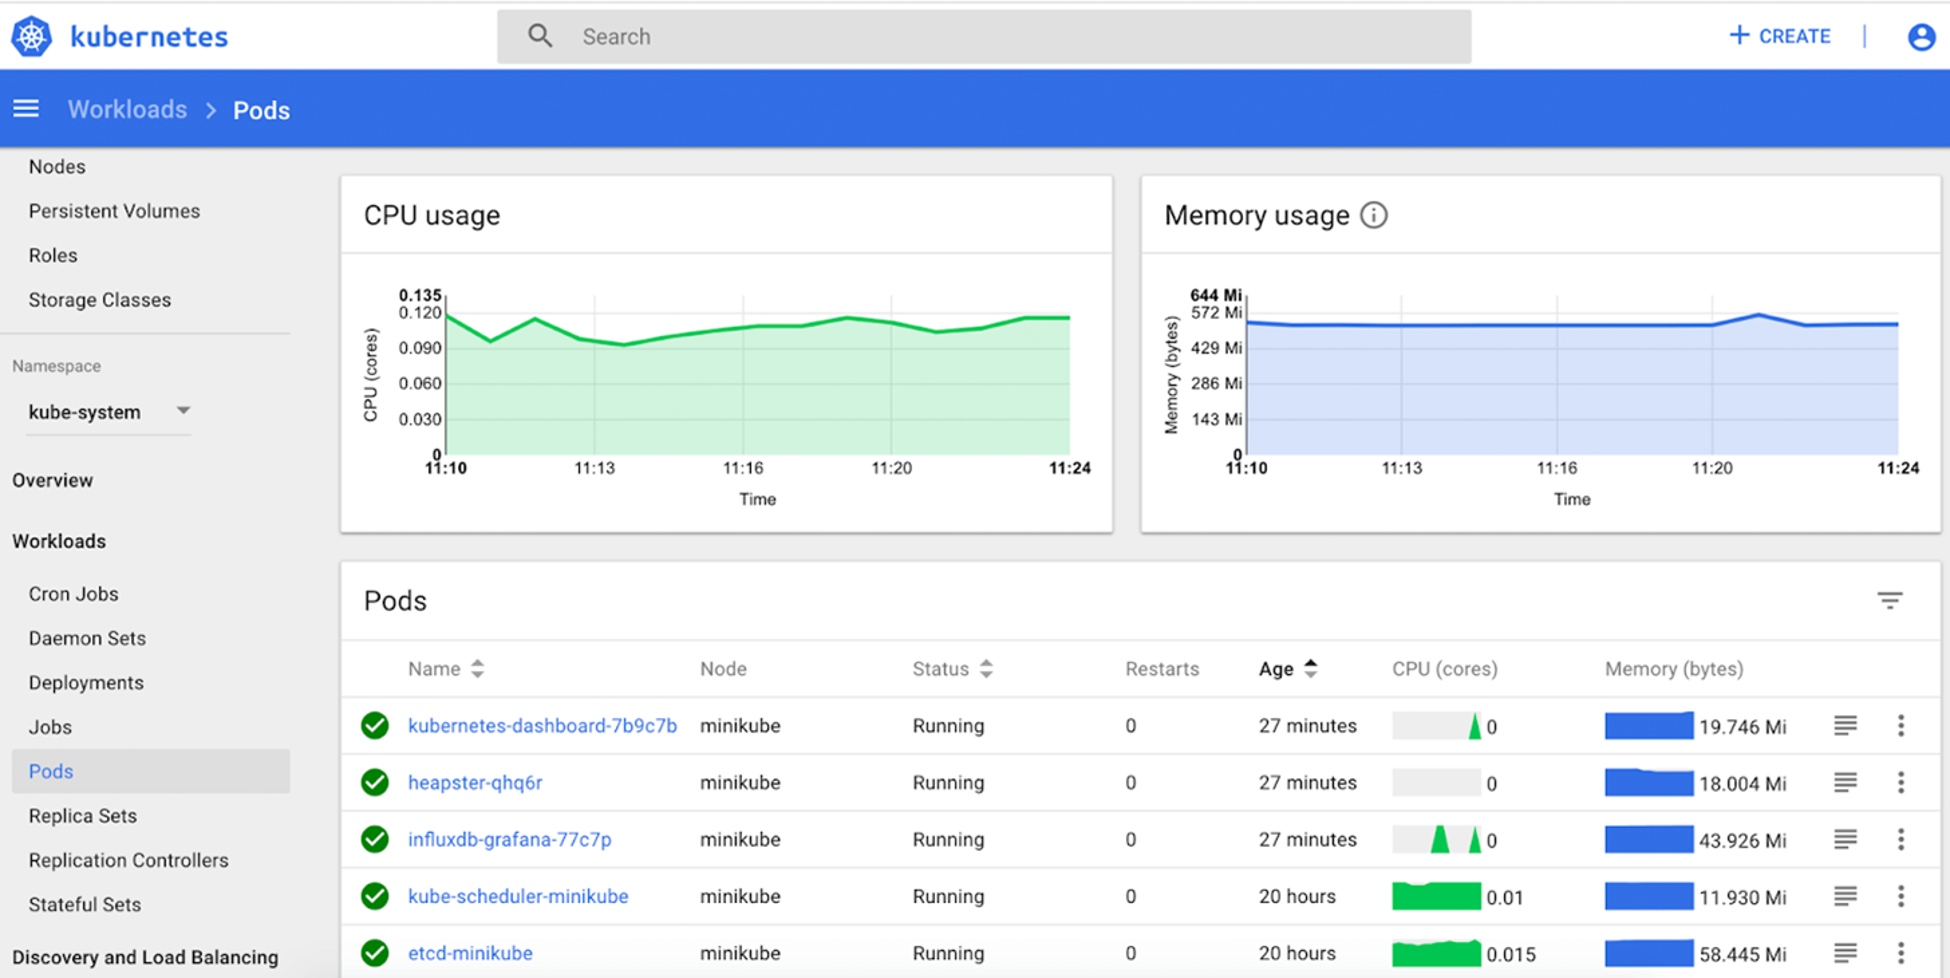 kubernetes
Search
+ CREATE
Workloads > Pods
Nodes
Persistent Volumes
Roles
Storage Classes
Namespace
kube-system
Overview
Workloads
Cron Jobs
Daemon Sets
Deployments
Jobs
Pods
Replica Sets
Replication Controllers
Stateful Sets
Discovery and Load Balancing
CPU usage
CPU (cores)
0.135
0.120
0.090
0.060
0.030
0
11:10 11:13 11:16 11:20 11:24
Time
Memory usage
Memory (bytes)
644 Mi
572 Mi
429 Mi
286 Mi
143 Mi
0
11:10 11:13 11:16 11:20 11:24
Time
Pods
Name Node Status Restarts Age CPU (cores) Memory (bytes)
kubernetes-dashboard-7b9c7b minikube Running 0 27 minutes 0 19.746 Mi
heapster-qhq6r minikube Running 0 27 minutes 0 18.004 Mi
influxdb-grafana-77c7p minikube Running 0 27 minutes 0 43.926 Mi
kube-scheduler-minikube minikube Running 0 20 hours 0.01 11.930 Mi
etcd-minikube minikube Running 0 20 hours 0.015 58.445 Mi